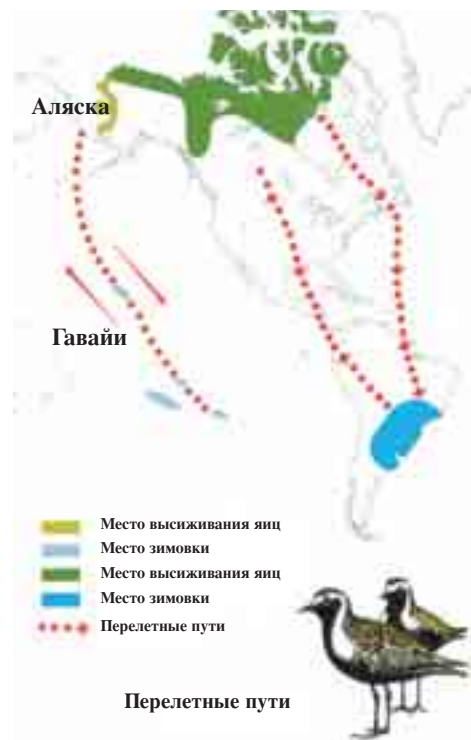 Аляска
Гавайи
Место высиживания яиц
Место зимовки
Место высиживания яиц
Место зимовки
Перелетные пути
Перелетные пути